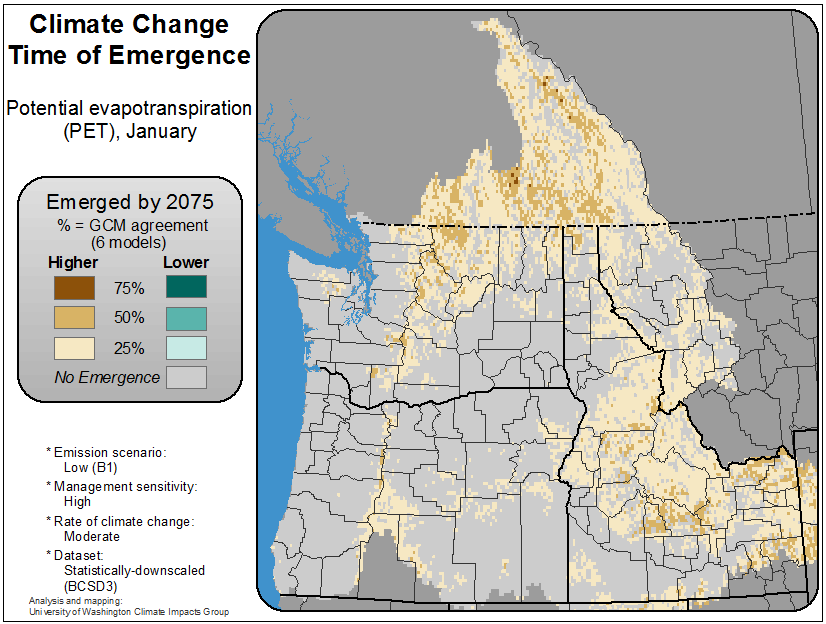 Climate Change
Time of Emergence
Potential evapotranspiration
(PET), January
Emerged by 2075
% = GCM agreement
(6 models)
Higher Lower
75%
50%
25%
No Emergence
* Emission scenario:
Low (B1)
* Management sensitivity:
High
* Rate of climate change:
Moderate
* Dataset:
Statistically-downscaled
(BCSD3)
Analysis and mapping:
University of Washington Climate Impacts Group